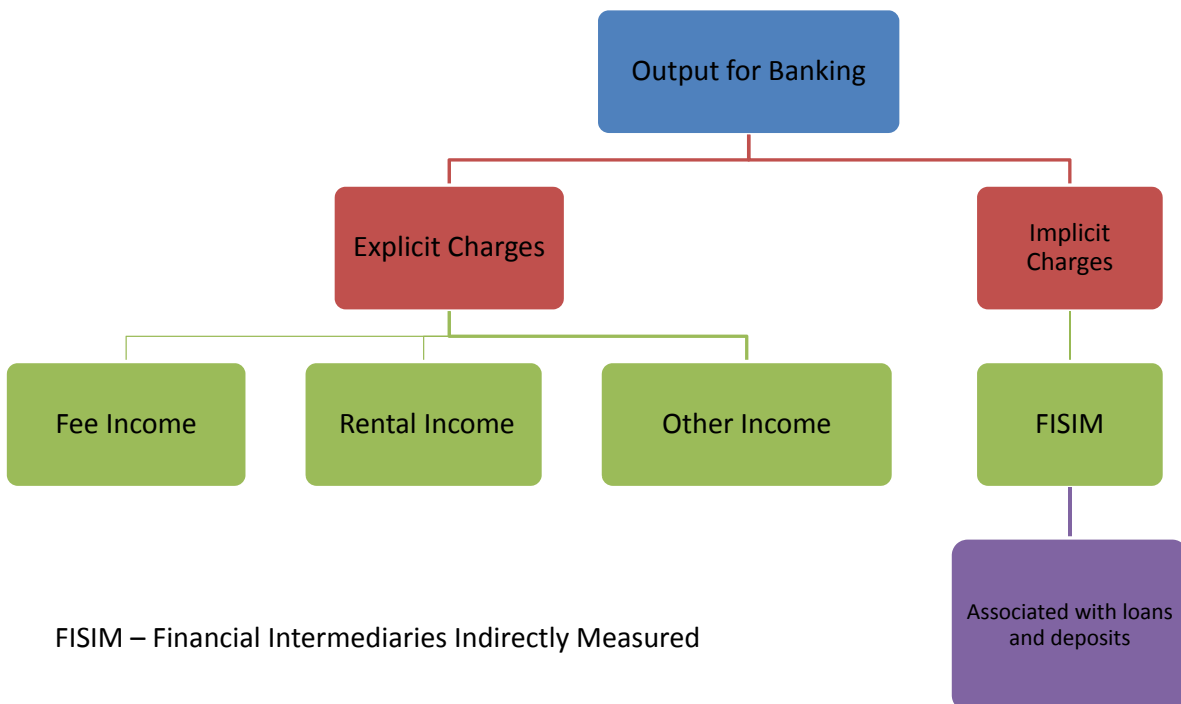 Output for Banking
Explicit Charges
Implicit
Charges
Fee Income
Rental Income
Other Income
FISIM
Associated with loans
and deposits
FISIM – Financial Intermediaries Indirectly Measured